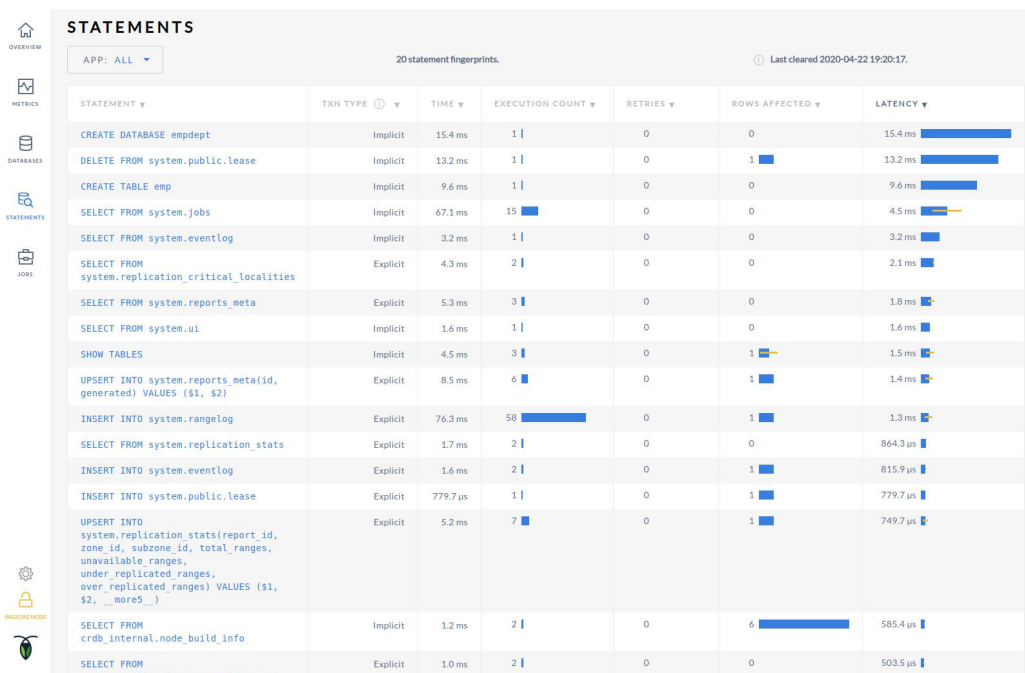 STATEMENTS
OVERVIEW
METRICS
DATABASES
STATEMENTS
JOBS
INSECURE MODE
APP: ALL
20 statement fingerprints.
Last cleared 2020-04-22 19:20:17.
STATEMENT TXN TYPE TIME EXECUTION COUNT RETRIES ROWS AFFECTED LATENCY
CREATE DATABASE empdept Implicit 15.4 ms 1 0 0 15.4 ms
DELETE FROM system.public.lease Implicit 13.2 ms 1 0 1 13.2 ms
CREATE TABLE emp Implicit 9.6 ms 1 0 0 9.6 ms
SELECT FROM system.jobs Implicit 67.1 ms 15 0 0 4.5 ms
SELECT FROM system.eventlog Implicit 3.2 ms 1 0 0 3.2 ms
SELECT FROM Explicit 4.3 ms 2 0 0 2.1 ms
system.replication_critical_localities
SELECT FROM system.reports_meta Explicit 5.3 ms 3 0 0 1.8 ms
SELECT FROM system.ui Implicit 1.6 ms 1 0 0 1.6 ms
SHOW TABLES Implicit 4.5 ms 3 0 1 1.5 ms
UPSERT INTO system.reports_meta(id, Explicit 8.5 ms 6 0 1 1.4 ms
generated) VALUES ($1, $2)
INSERT INTO system.rangelog Explicit 76.3 ms 58 0 1 1.3 ms
SELECT FROM system.replication_stats Explicit 1.7 ms 2 0 0 864.3 µs
INSERT INTO system.eventlog Explicit 1.6 ms 2 0 1 815.9 µs
INSERT INTO system.public.lease Explicit 779.7 µs 1 0 1 779.7 µs
UPSERT INTO Explicit 5.2 ms 7 0 1 749.7 µs
system.replication_stats(report_id,
zone_id, subzone_id, total_ranges,
unavailable_ranges,
under_replicated_ranges,
over_replicated_ranges) VALUES ($1,
$2, __more5__)
SELECT FROM Implicit 1.2 ms 2 0 6 585.4 µs
crdb_internal.node_build_info
SELECT FROM Explicit 1.0 ms 2 0 0 503.5 µs